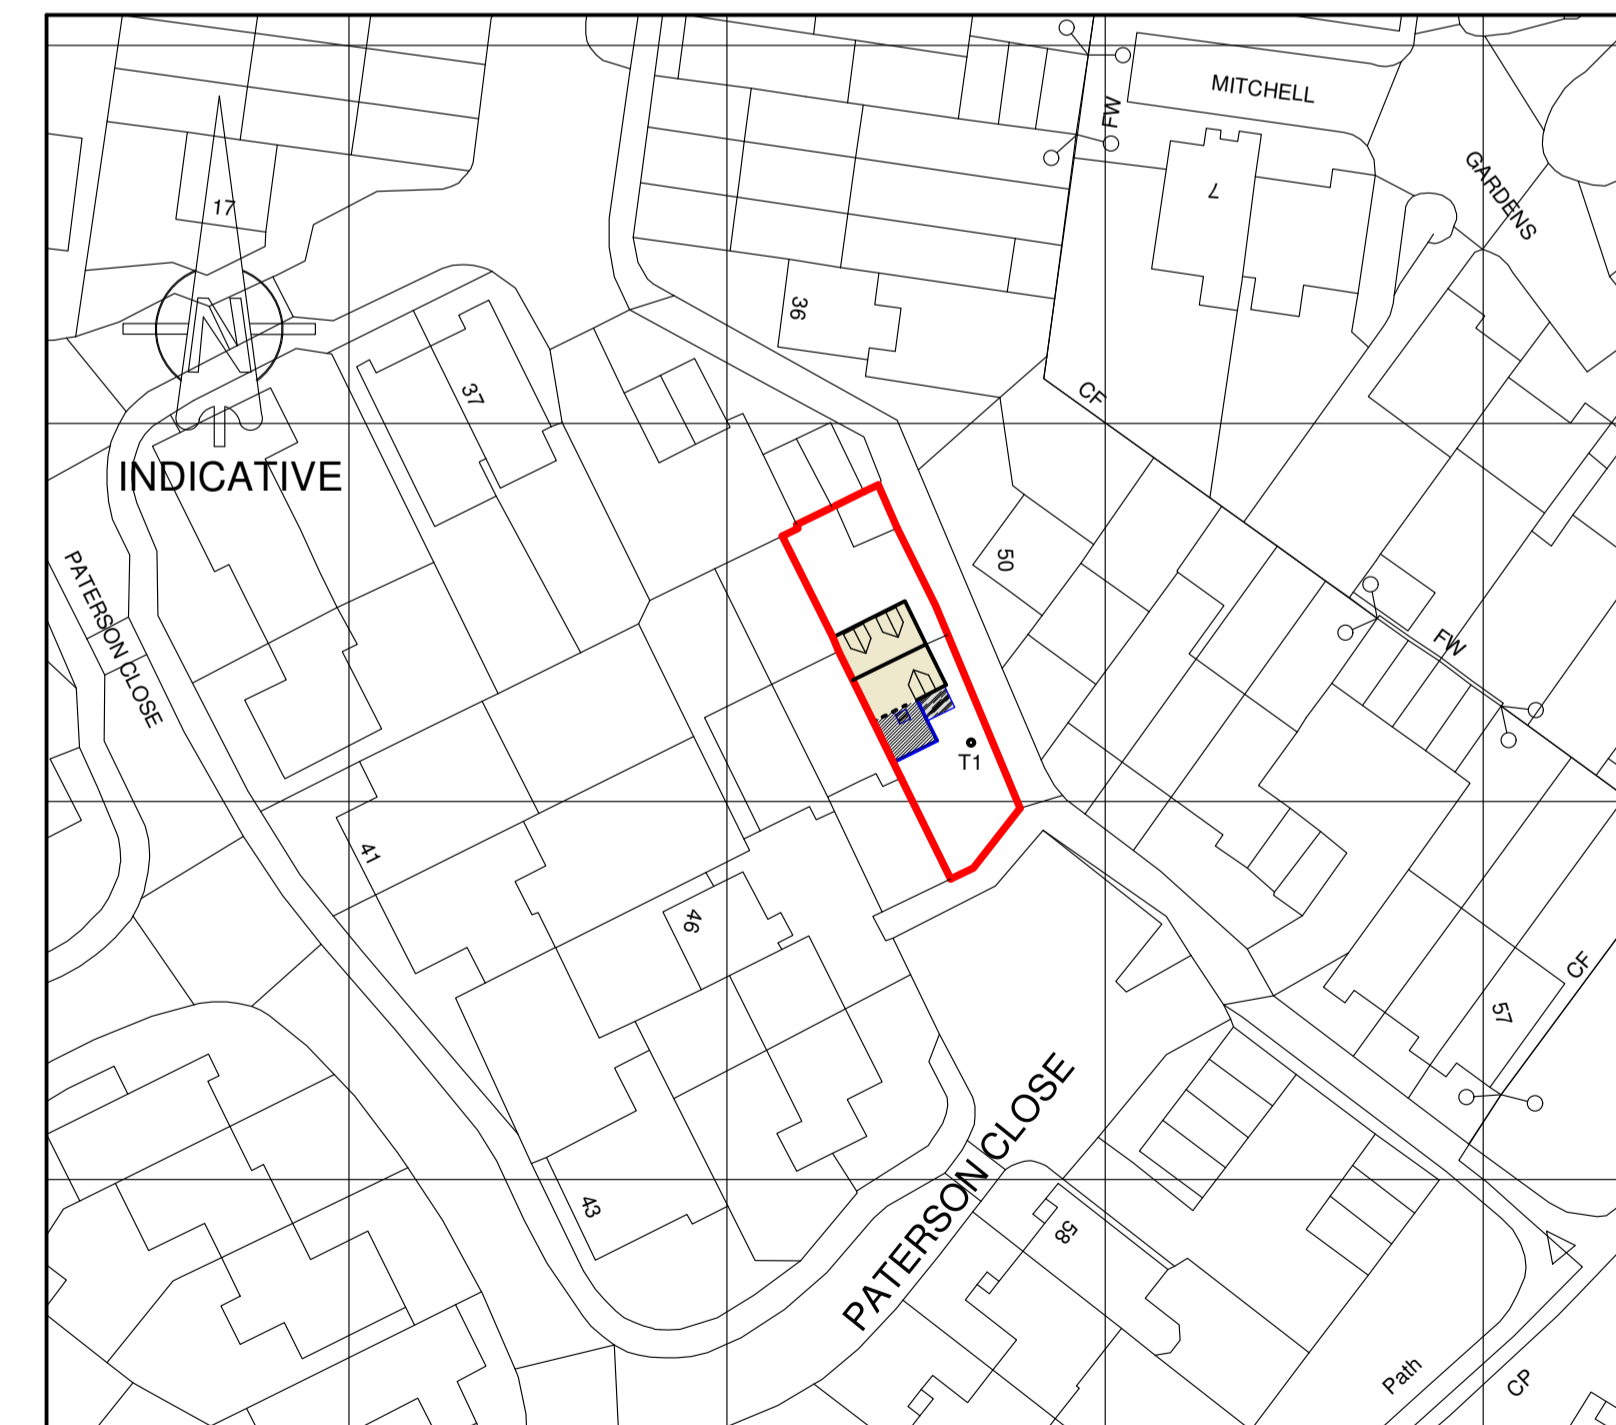 MITCHELL
FW
GARDENS
7
17
36
37
CF
INDICATIVE
50
PATERSON CLOSE
FW
T1
41
46
CF
57
PATERSON CLOSE
43
58
Path
CP
N